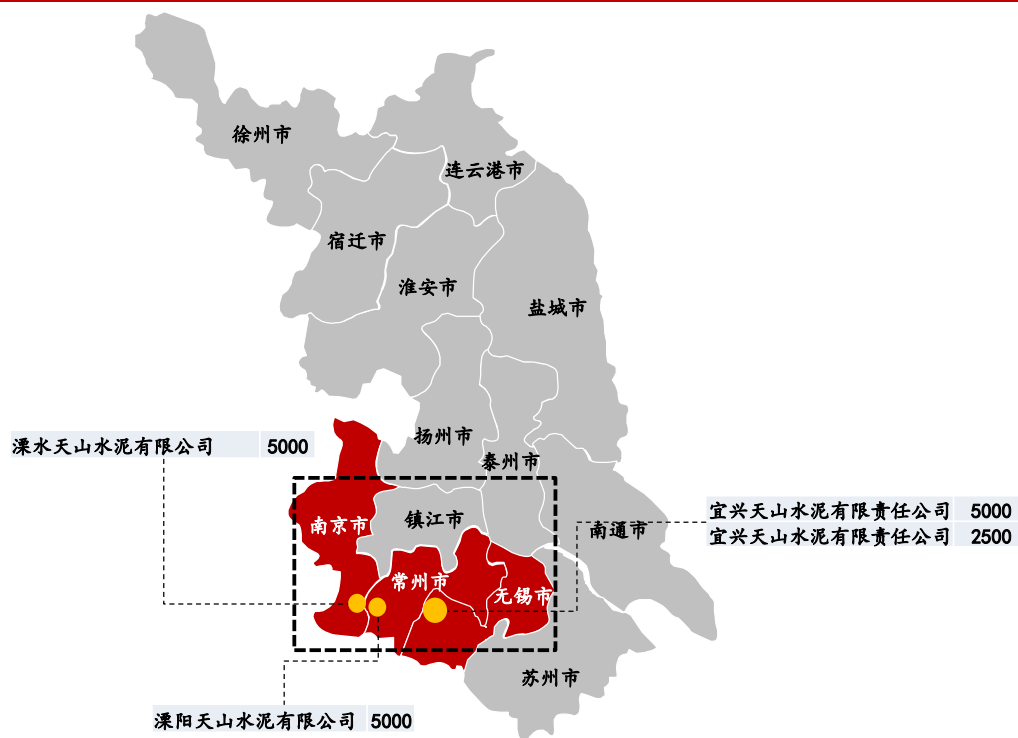 徐州市
连云港市
宿迁市
淮安市
盐城市
扬州市
溧水天山水泥有限公司 5000
泰州市
宜兴天山水泥有限责任公司 5000
镇江市
南京市
南通市
宜兴天山水泥有限责任公司 2500
常州市
无锡市
苏州市
溧阳天山水泥有限公司 5000